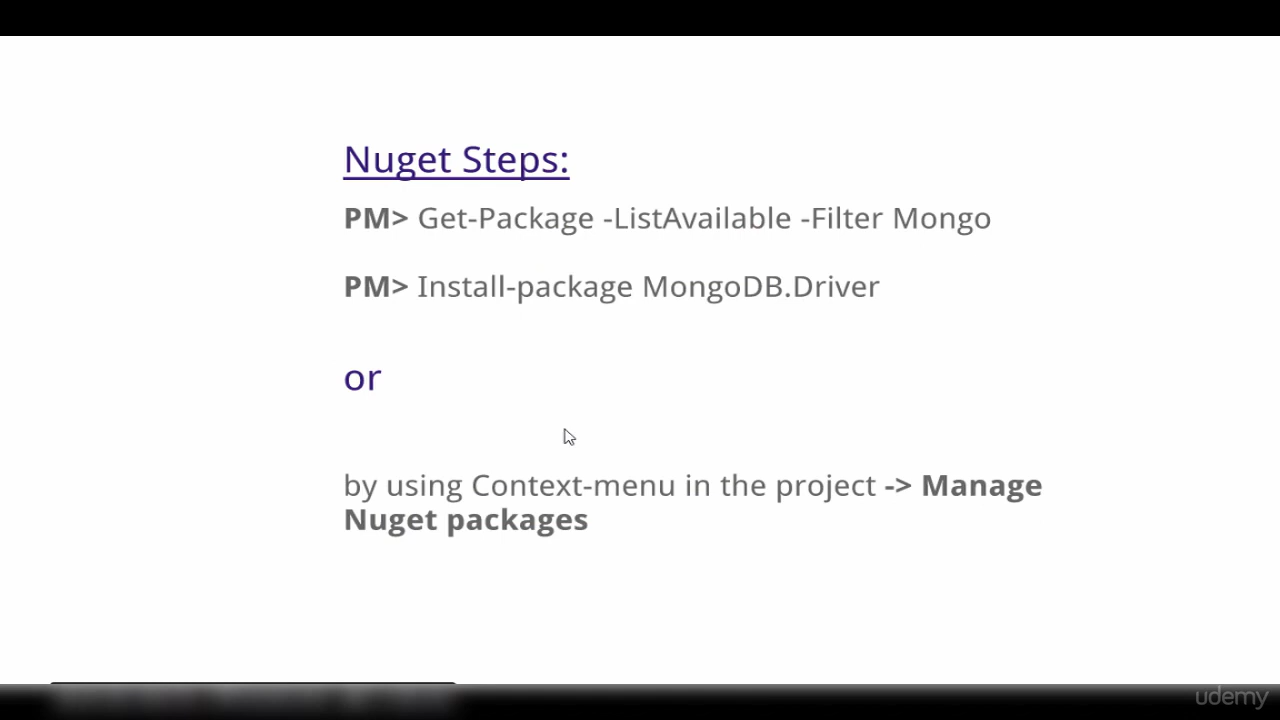 Nuget Steps:
PM> Get-Package -ListAvailable -Filter Mongo
PM> Install-package MongoDB.Driver
or
by using Context-menu in the project -> Manage
Nuget packages
udemy